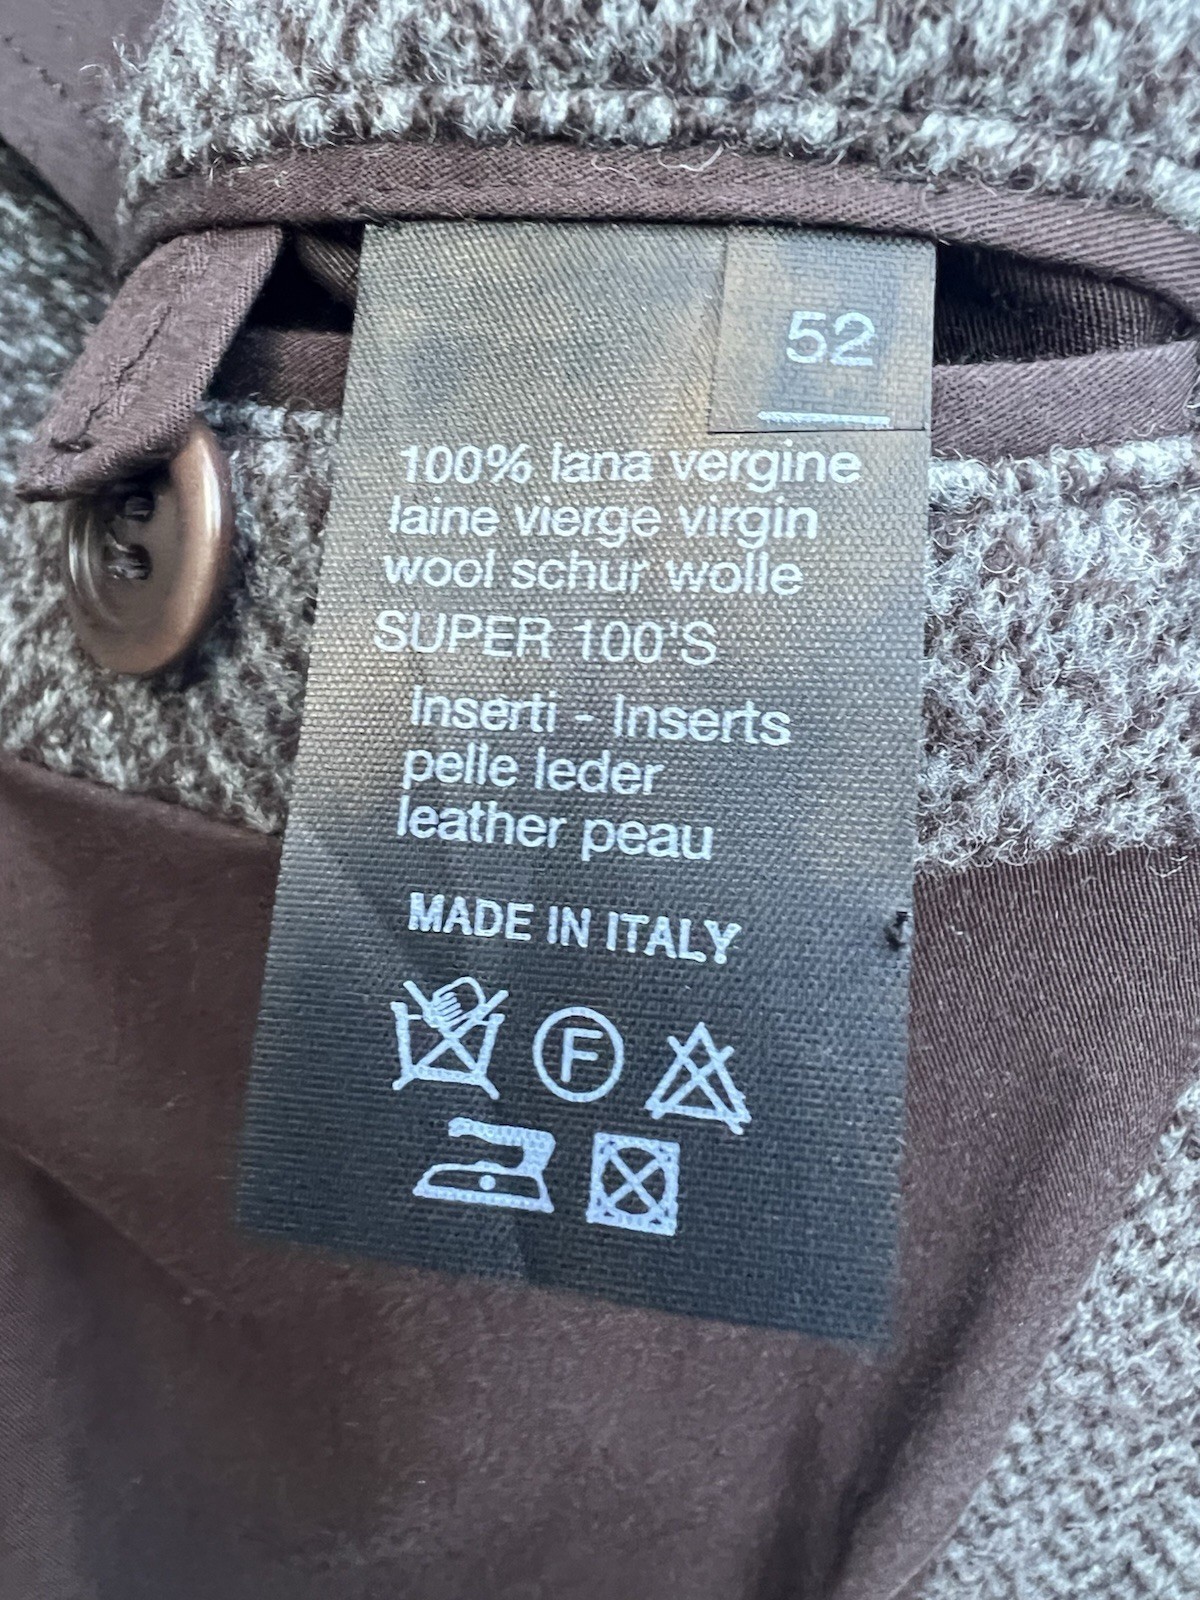 52
100% lana vergine
laine vierge virgin
wool schur wolle
SUPER 100'S
Inserti - Inserts
pelle leder
leather peau
MADE IN ITALY
F